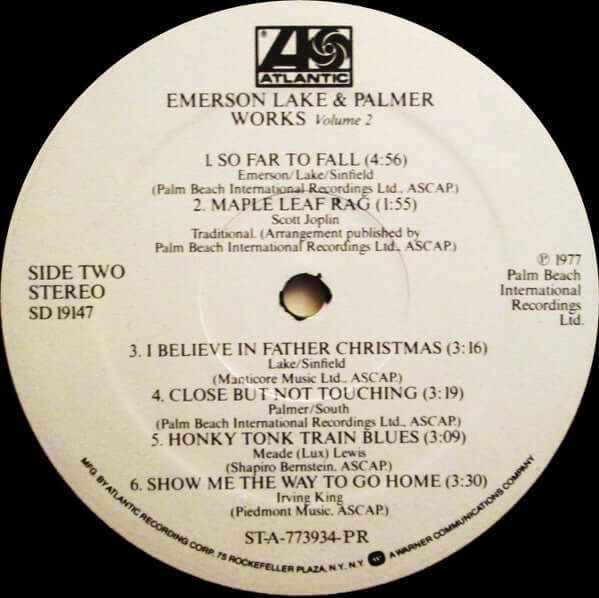 ATLANTIC
EMERSON LAKE & PALMER
WORKS Volume 2
1. SO FAR TO FALL (4:56)
Emerson/Lake/Sinfield
(Palm Beach International Recordings Ltd., ASCAP.)
2. MAPLE LEAF RAG (1:55)
Scott Joplin
Traditional. (Arrangement published by
Palm Beach International Recordings Ltd., ASCAP.)
SIDE TWO
STEREO
SD 19147
℗ 1977
Palm Beach
International
Recordings
Ltd.
3. I BELIEVE IN FATHER CHRISTMAS (3:16)
Lake/Sinfield
(Manticore Music Ltd., ASCAP.)
4. CLOSE BUT NOT TOUCHING (3:19)
Palmer/South
(Palm Beach International Recordings Ltd., ASCAP.)
5. HONKY TONK TRAIN BLUES (3:09)
Meade (Lux) Lewis
(Shapiro Bernstein, ASCAP.)
6. SHOW ME THE WAY TO GO HOME (3:30)
Irving King
(Piedmont Music, ASCAP.)
ST-A-773934-PR
MFG. BY ATLANTIC RECORDING CORP., 75 ROCKEFELLER PLAZA, N.Y., N.Y. A WARNER COMMUNICATIONS COMPANY